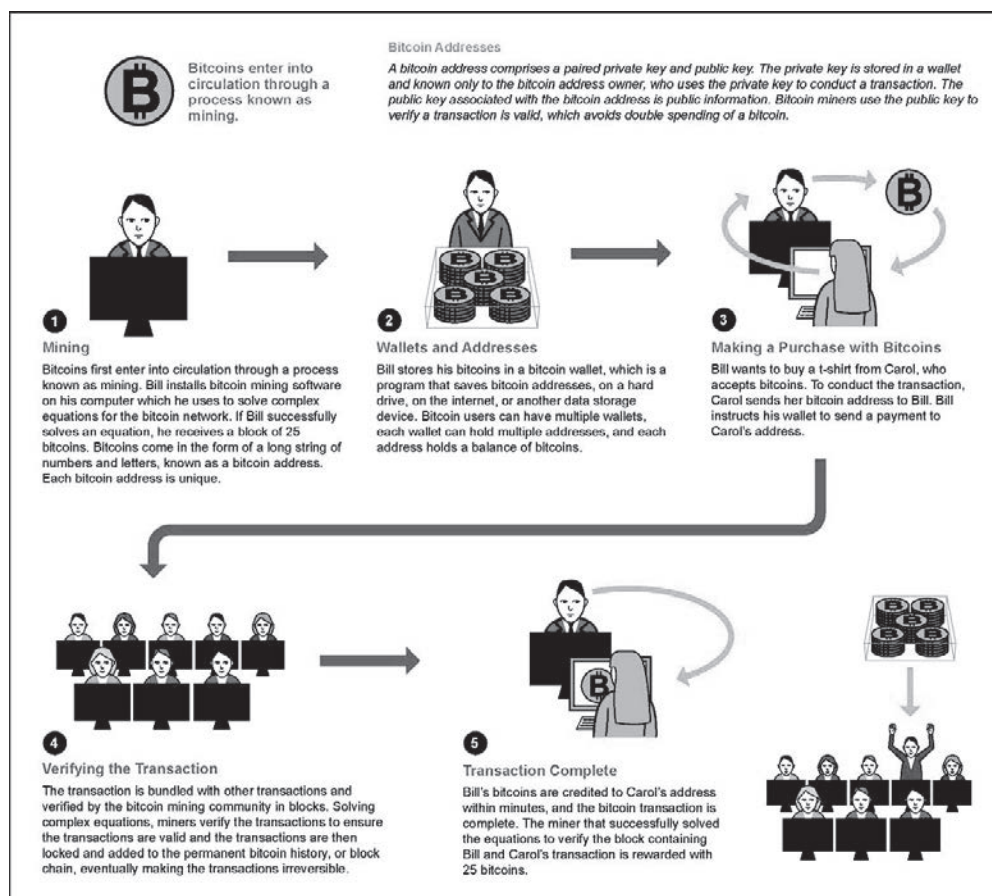 Bitcoins enter into
circulation through a
process known as
mining.
Bitcoin Addresses
A bitcoin address comprises a paired private key and public key. The private key is stored in a wallet
and known only to the bitcoin address owner, who uses the private key to conduct a transaction. The
public key associated with the bitcoin address is public information. Bitcoin miners use the public key to
verify a transaction is valid, which avoids double spending of a bitcoin.
1
Mining
Bitcoins first enter into circulation through a process
known as mining. Bill installs bitcoin mining software
on his computer which he uses to solve complex
equations for the bitcoin network. If Bill successfully
solves an equation, he receives a block of 25
bitcoins. Bitcoins come in the form of a long string of
numbers and letters, known as a bitcoin address.
Each bitcoin address is unique.
2
Wallets and Addresses
Bill stores his bitcoins in a bitcoin wallet, which is a
program that saves bitcoin addresses, on a hard
drive, on the internet, or another data storage
device. Bitcoin users can have multiple wallets,
each wallet can hold multiple addresses, and each
address holds a balance of bitcoins.
3
Making a Purchase with Bitcoins
Bill wants to buy a t-shirt from Carol, who
accepts bitcoins. To conduct the transaction,
Carol sends her bitcoin address to Bill. Bill
instructs his wallet to send a payment to
Carol's address.
4
Verifying the Transaction
The transaction is bundled with other transactions and
verified by the bitcoin mining community in blocks. Solving
complex equations, miners verify the transactions to ensure
the transactions are valid and the transactions are then
locked and added to the permanent bitcoin history, or block
chain, eventually making the transactions irreversible.
5
Transaction Complete
Bill's bitcoins are credited to Carol's address
within minutes, and the bitcoin transaction is
complete. The miner that successfully solved
the equations to verify the block containing
Bill and Carol's transaction is rewarded with
25 bitcoins.